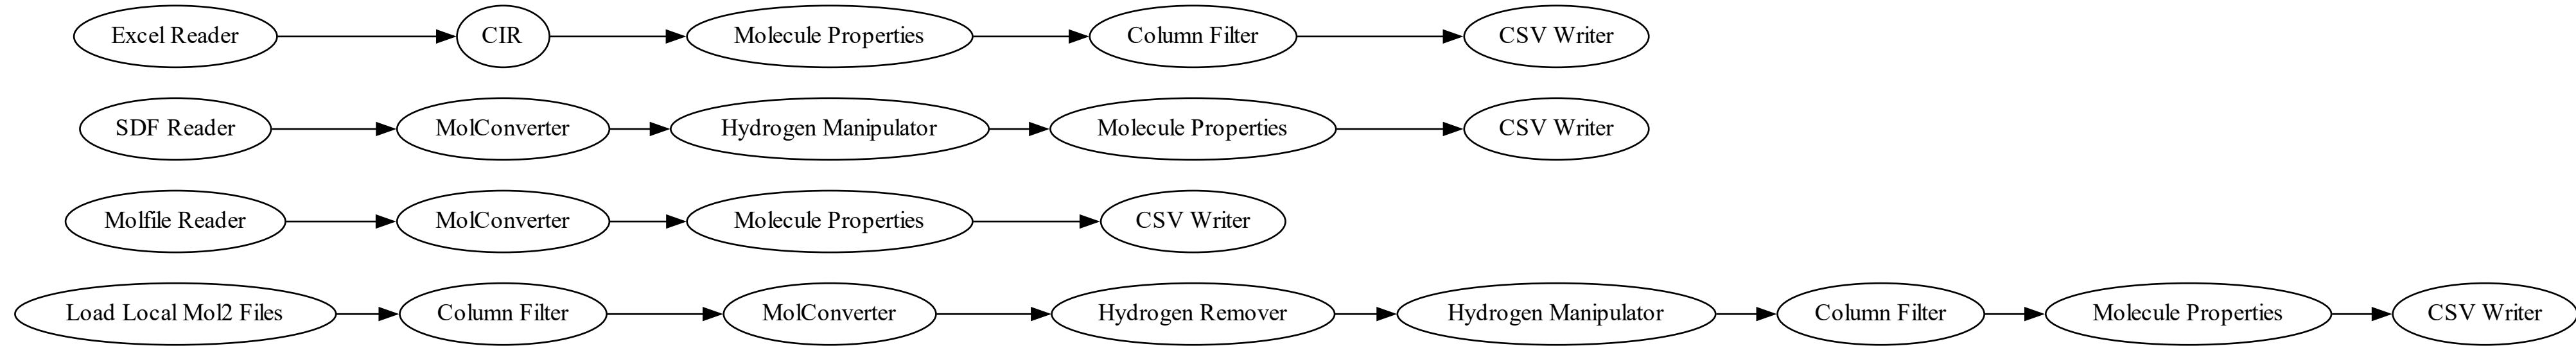 Excel Reader CIR Molecule Properties Column Filter CSV Writer
SDF Reader MolConverter Hydrogen Manipulator Molecule Properties CSV Writer
Molfile Reader MolConverter Molecule Properties CSV Writer
Load Local Mol2 Files Column Filter MolConverter Hydrogen Remover Hydrogen Manipulator Column Filter Molecule Properties CSV Writer